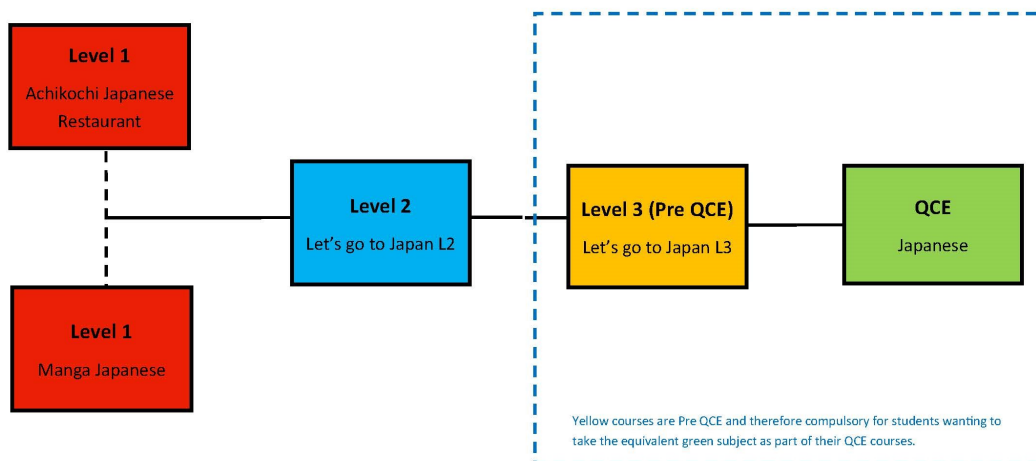 Level 1
Achikochi Japanese
Restaurant
Level 1
Manga Japanese
Level 2
Let's go to Japan L2
Level 3 (Pre QCE)
Let's go to Japan L3
QCE
Japanese
Yellow courses are Pre QCE and therefore compulsory for students wanting to
take the equivalent green subject as part of their QCE courses.